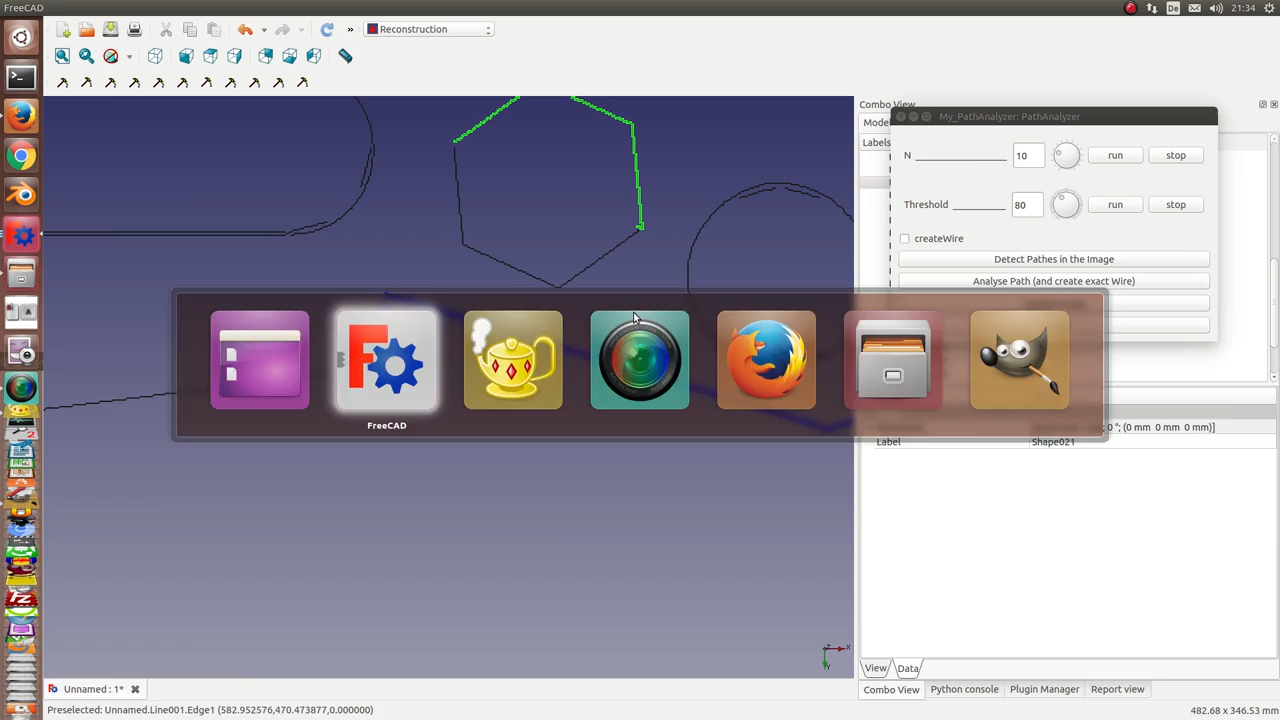 FreeCAD
De
21:34
Reconstruction
Combo View
Mode
Labels
My_PathAnalyzer: PathAnalyzer
N
10
run
stop
Threshold
80
run
stop
createWire
Detect Pathes in the Image
Analyse Path (and create exact Wire)
FreeCAD
0 °; (0 mm 0 mm 0 mm)]
Label
Shape021
View
Data
Unnamed : 1*
Combo View
Python console
Plugin Manager
Report view
Preselected: Unnamed.Line001.Edge1 (582.952576,470.473877,0.000000)
482.68 x 346.53 mm